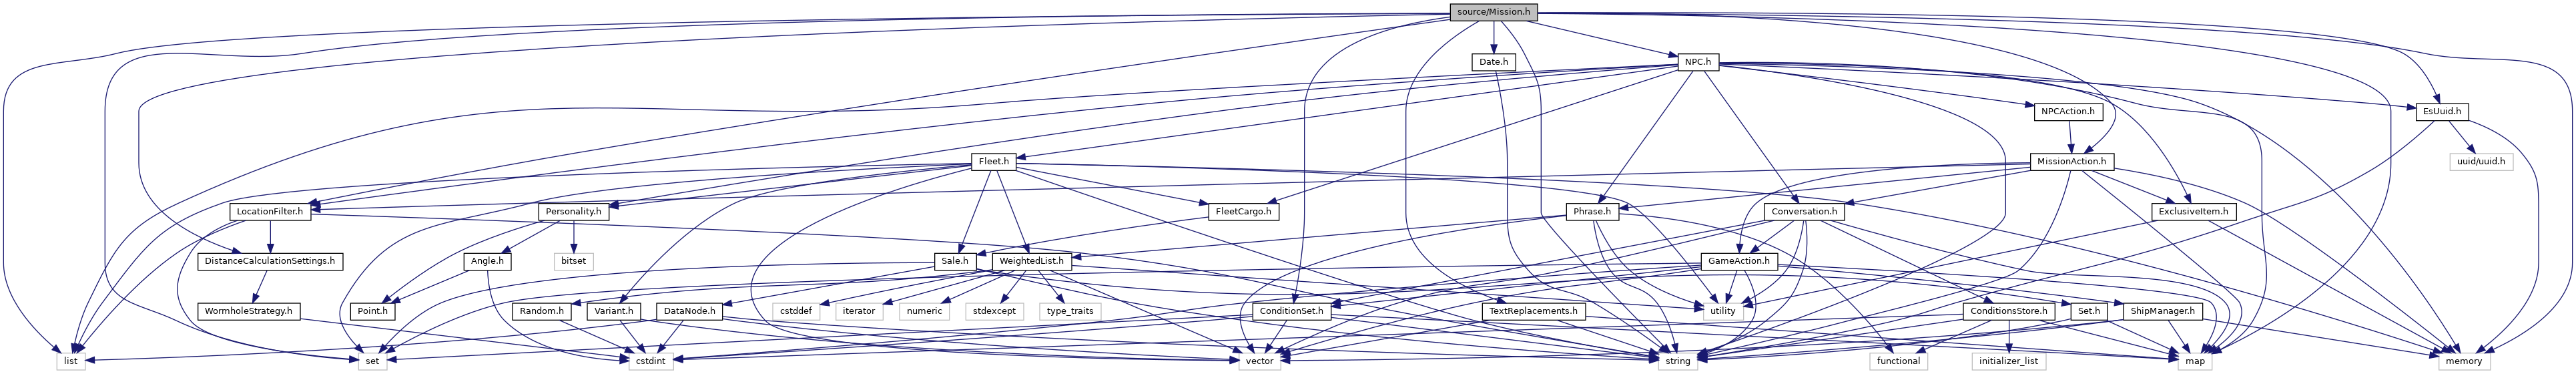 source/Mission.h
Date.h
NPC.h
NPCAction.h
EsUuid.h
Fleet.h
MissionAction.h
uuid/uuid.h
LocationFilter.h
Personality.h
FleetCargo.h
Phrase.h
Conversation.h
ExclusiveItem.h
DistanceCalculationSettings.h
Angle.h
bitset
Sale.h
WeightedList.h
GameAction.h
WormholeStrategy.h
Point.h
Random.h
Variant.h
DataNode.h
cstddef
iterator
numeric
stdexcept
type_traits
ConditionSet.h
TextReplacements.h
utility
ConditionsStore.h
Set.h
ShipManager.h
list
set
cstdint
vector
string
functional
initializer_list
map
memory